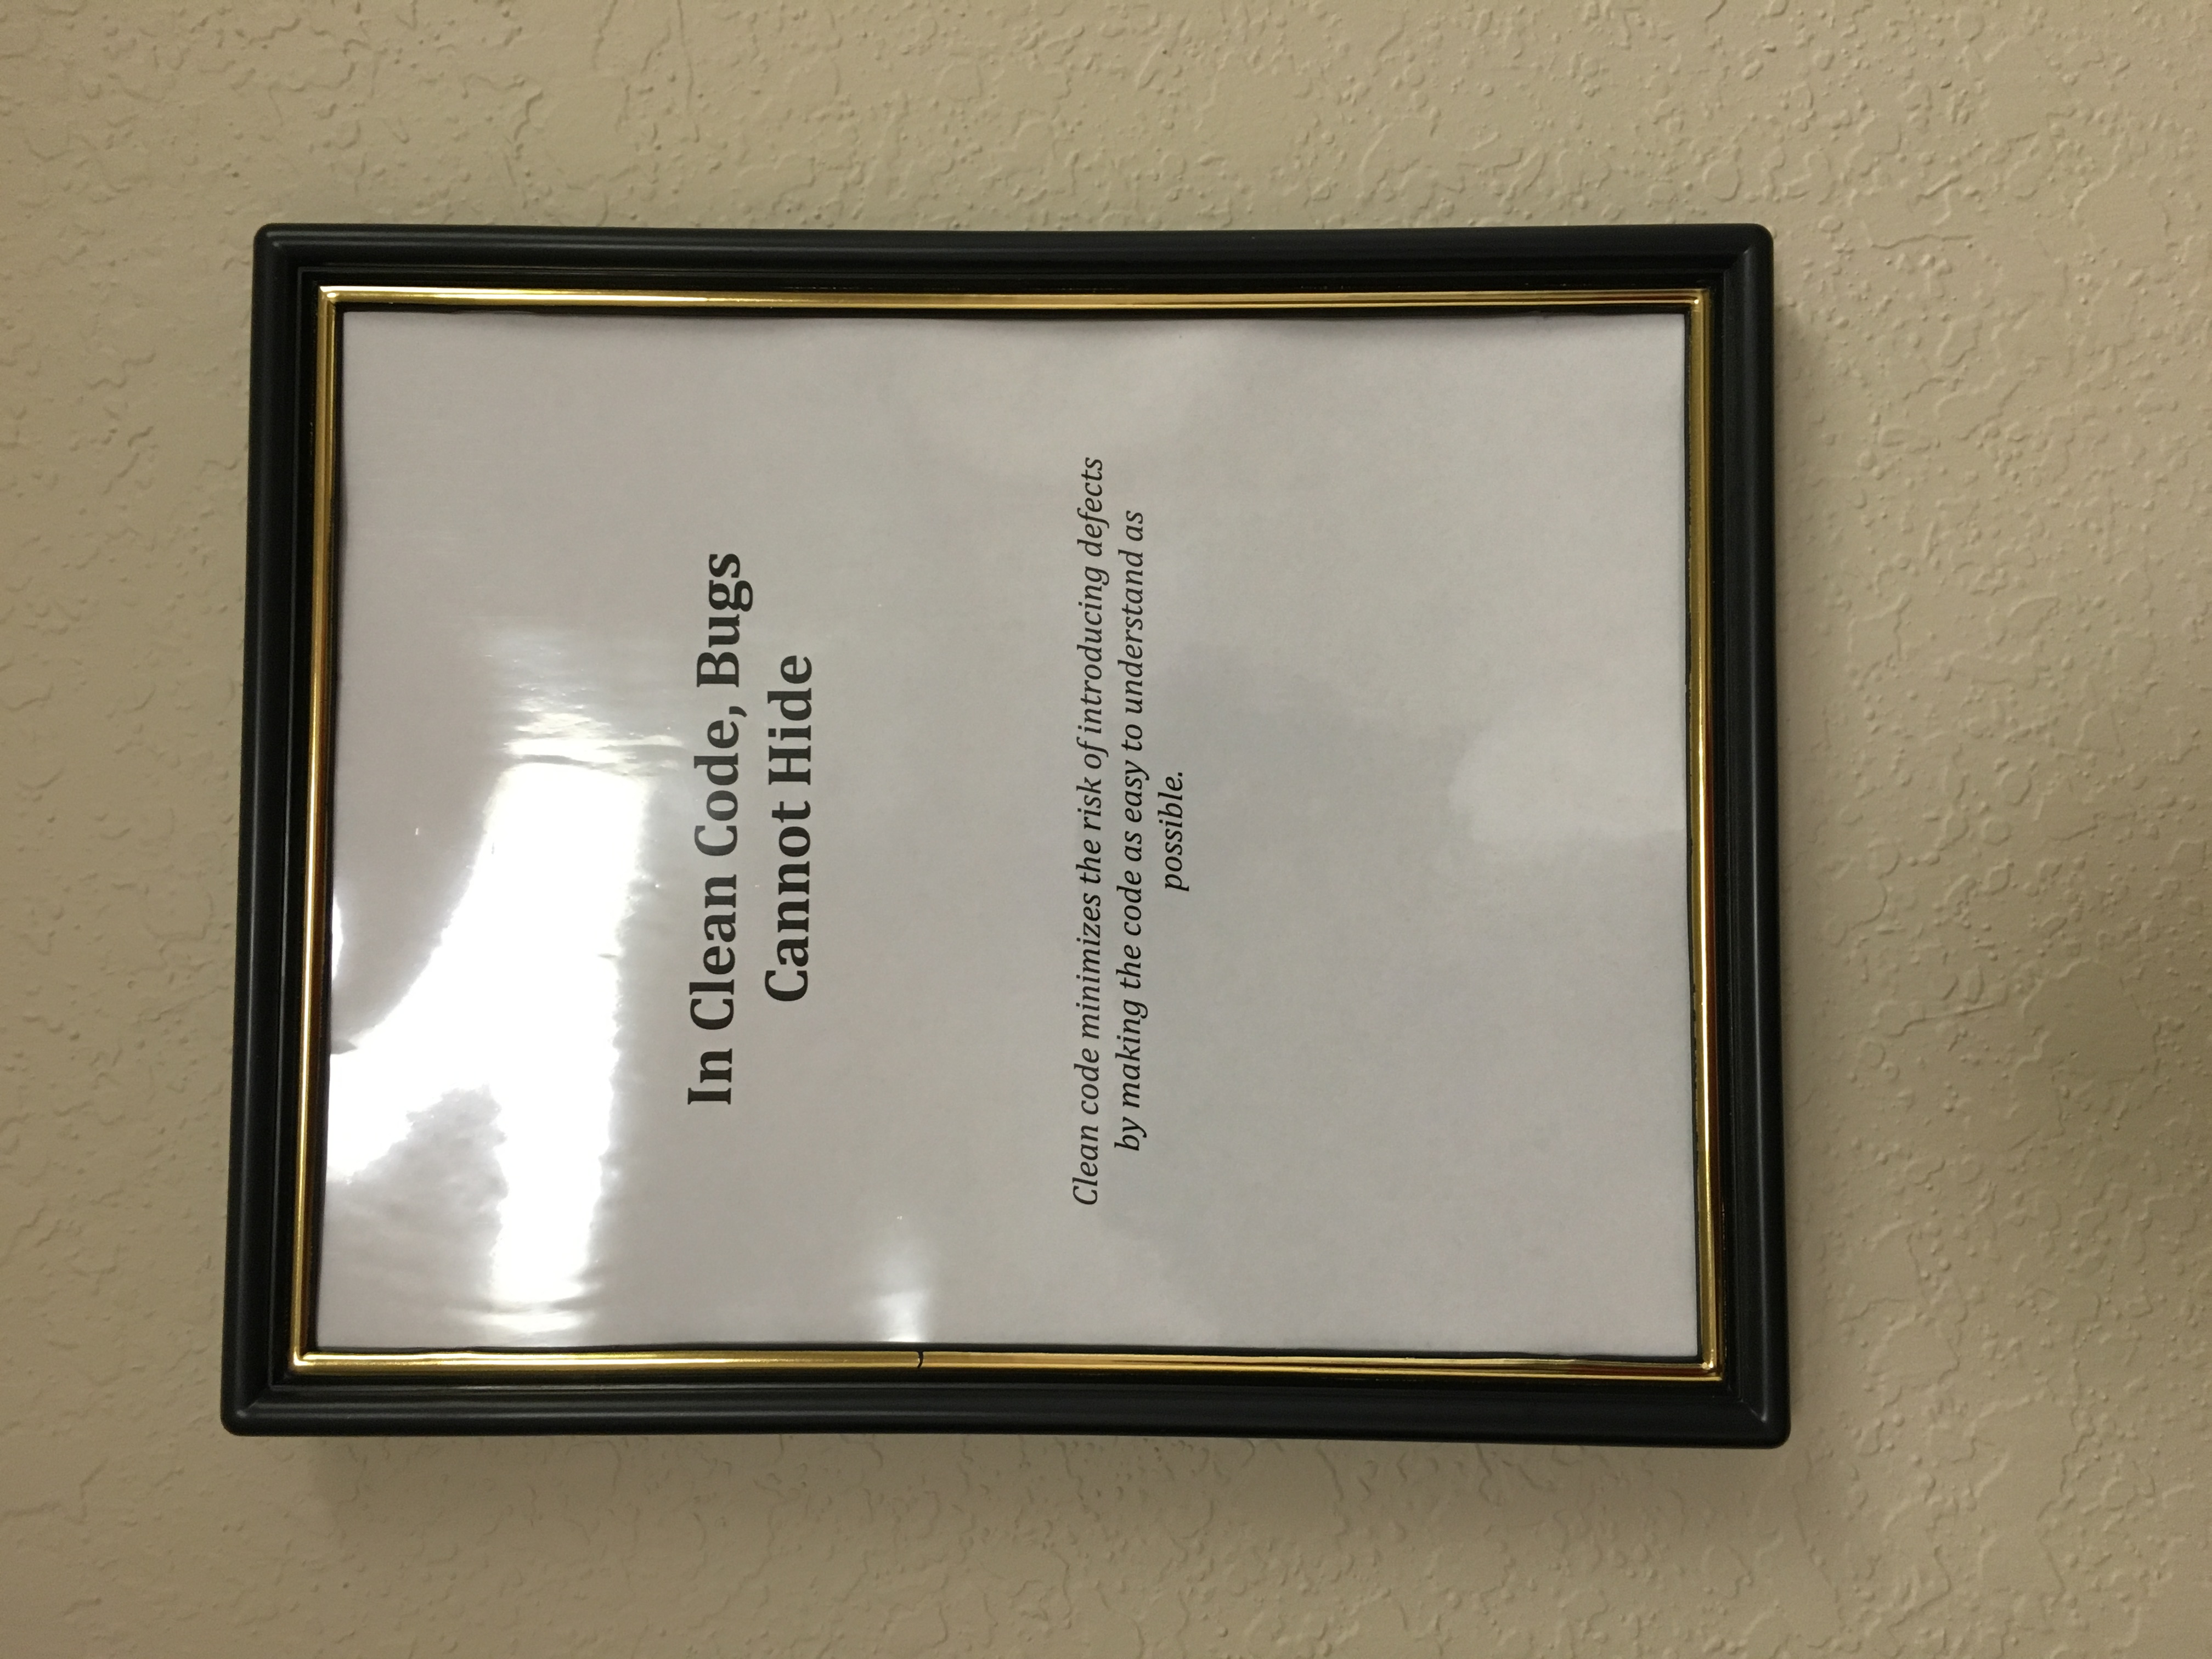 In Clean Code, Bugs
Cannot Hide
Clean code minimizes the risk of introducing defects
by making the code as easy to understand as
possible.